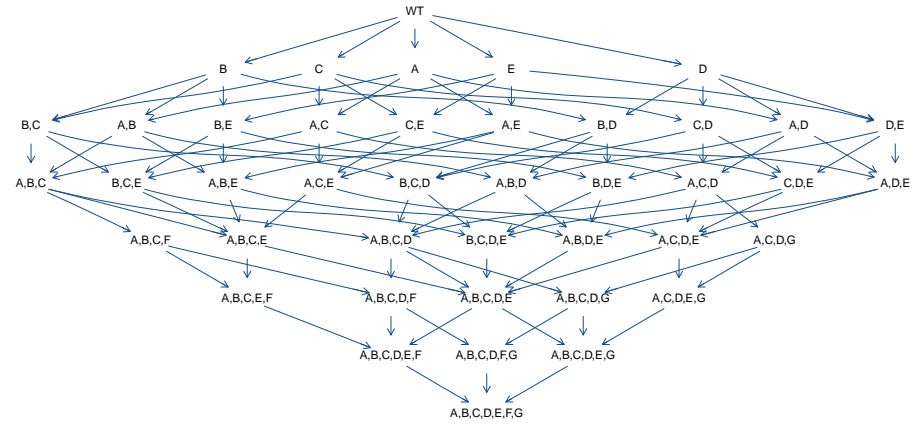 WT
B C A E D
B,C A,B B,E A,C C,E A,E B,D C,D A,D D,E
A,B,C B,C,E A,B,E A,C,E B,C,D A,B,D B,D,E A,C,D C,D,E A,D,E
A,B,C,F A,B,C,E A,B,C,D B,C,D,E A,B,D,E A,C,D,E A,C,D,G
A,B,C,E,F A,B,C,D,F A,B,C,D,E A,B,C,D,G A,C,D,E,G
A,B,C,D,E,F A,B,C,D,F,G A,B,C,D,E,G
A,B,C,D,E,F,G